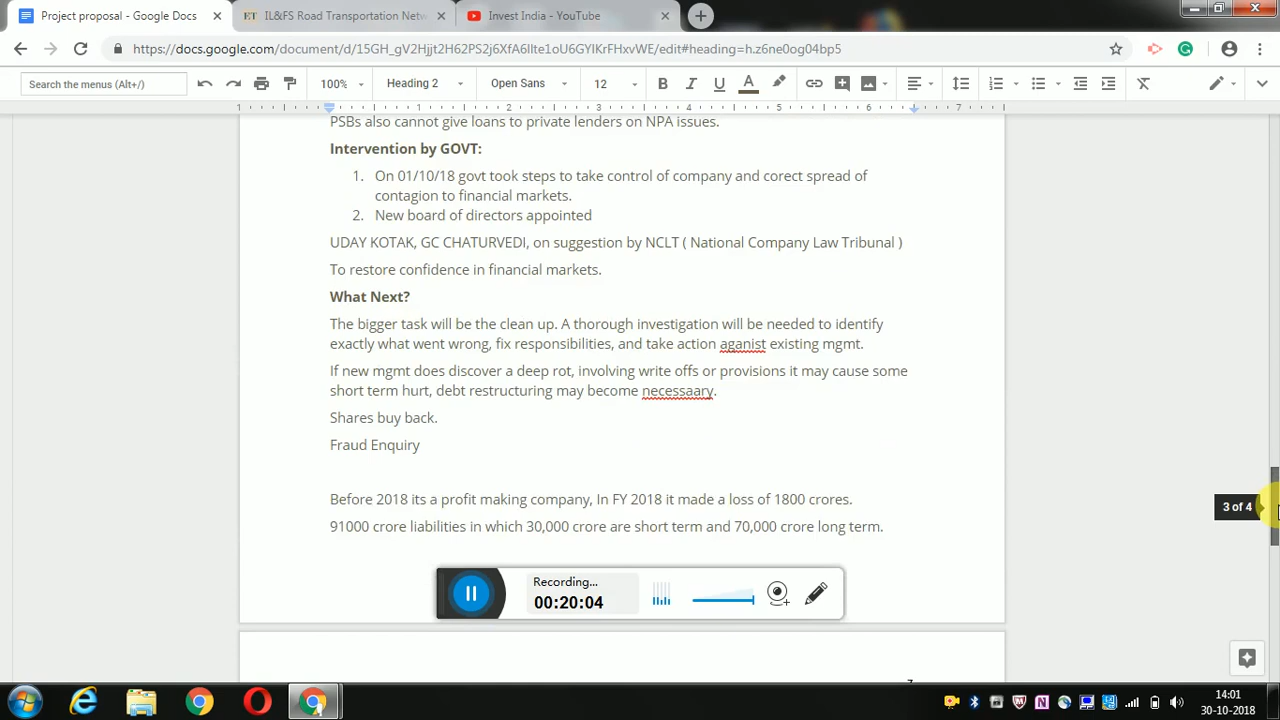 Project proposal - Google Docs
IL&FS Road Transportation Netw
Invest India - YouTube
https://docs.google.com/document/d/15GH_gV2Hjjt2H62PS2j6XfA6Ilte1oU6GYIKrFHxvWE/edit#heading=h.z6ne0og04bp5
Search the menus (Alt+/)
100%
Heading 2
Open Sans
12
B I U A
1 1 2 3 4 5 6 7
PSBs also cannot give loans to private lenders on NPA issues.
Intervention by GOVT:
1. On 01/10/18 govt took steps to take control of company and corect spread of
contagion to financial markets.
2. New board of directors appointed
UDAY KOTAK, GC CHATURVEDI, on suggestion by NCLT ( National Company Law Tribunal )
To restore confidence in financial markets.
What Next?
The bigger task will be the clean up. A thorough investigation will be needed to identify
exactly what went wrong, fix responsibilities, and take action aganist existing mgmt.
If new mgmt does discover a deep rot, involving write offs or provisions it may cause some
short term hurt, debt restructuring may become necessaary.
Shares buy back.
Fraud Enquiry
Before 2018 its a profit making company, In FY 2018 it made a loss of 1800 crores.
3 of 4
91000 crore liabilities in which 30,000 crore are short term and 70,000 crore long term.
Recording...
00:20:04
14:01
30-10-2018